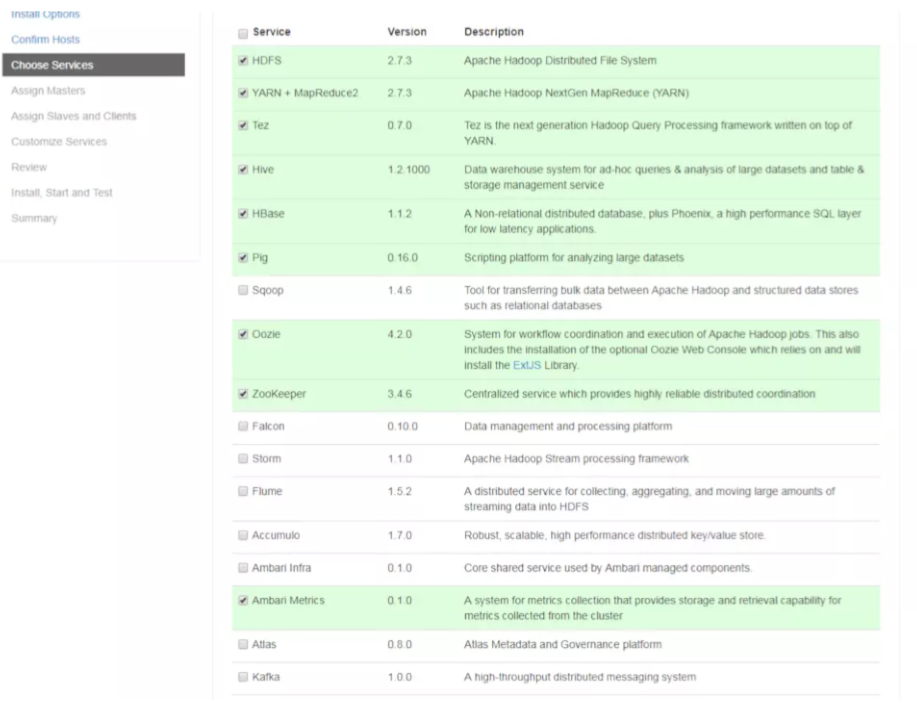 Install Options
Confirm Hosts
Choose Services
Assign Masters
Assign Slaves and Clients
Customize Services
Review
Install, Start and Test
Summary
Service Version Description
HDFS 2.7.3 Apache Hadoop Distributed File System
YARN + MapReduce2 2.7.3 Apache Hadoop NextGen MapReduce (YARN)
Tez 0.7.0 Tez is the next generation Hadoop Query Processing framework written on top of
YARN.
Hive 1.2.1000 Data warehouse system for ad-hoc queries & analysis of large datasets and table &
storage management service
HBase 1.1.2 A Non-relational distributed database, plus Phoenix, a high performance SQL layer
for low latency applications.
Pig 0.16.0 Scripting platform for analyzing large datasets
Sqoop 1.4.6 Tool for transferring bulk data between Apache Hadoop and structured data stores
such as relational databases
Oozie 4.2.0 System for workflow coordination and execution of Apache Hadoop jobs. This also
includes the installation of the optional Oozie Web Console which relies on and will
install the ExtJS Library.
ZooKeeper 3.4.6 Centralized service which provides highly reliable distributed coordination
Falcon 0.10.0 Data management and processing platform
Storm 1.1.0 Apache Hadoop Stream processing framework
Flume 1.5.2 A distributed service for collecting, aggregating, and moving large amounts of
streaming data into HDFS
Accumulo 1.7.0 Robust, scalable, high performance distributed key/value store.
Ambari Infra 0.1.0 Core shared service used by Ambari managed components.
Ambari Metrics 0.1.0 A system for metrics collection that provides storage and retrieval capability for
metrics collected from the cluster
Atlas 0.8.0 Atlas Metadata and Governance platform
Kafka 1.0.0 A high-throughput distributed messaging system